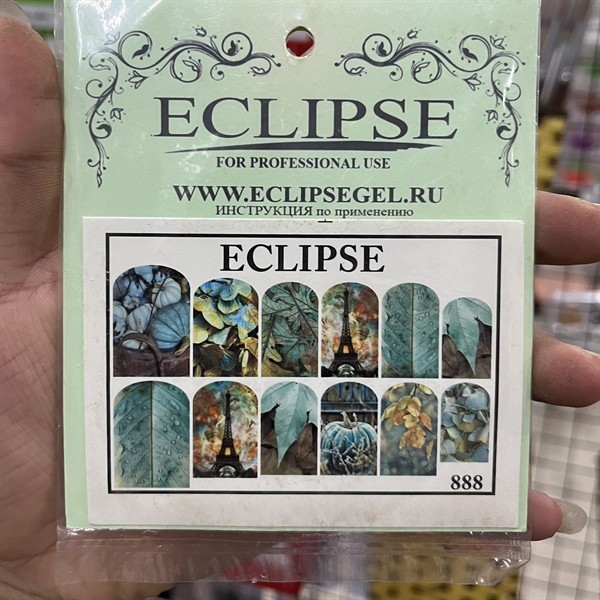 ECLIPSE
FOR PROFESSIONAL USE
WWW.ECLIPSEGEL.RU
ИНСТРУКЦИЯ по применению
ECLIPSE
888